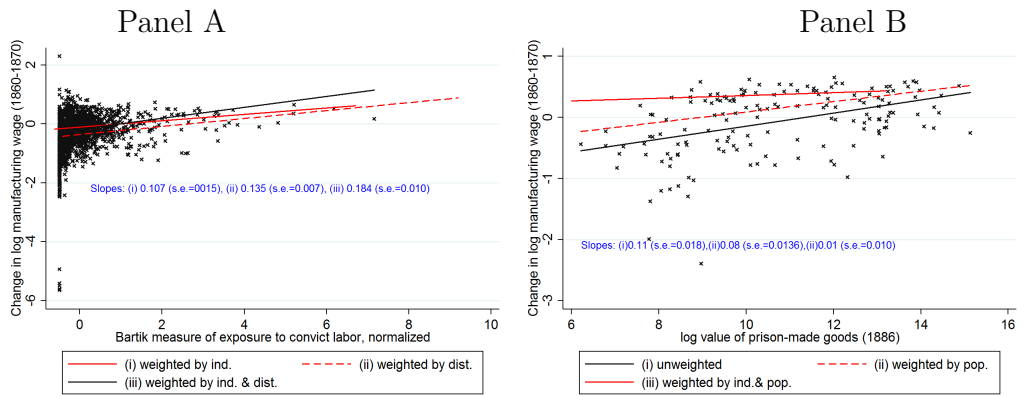 Panel A
Change in log manufacturing wage (1860-1870)
2
0
-2
-4
-6
Slopes: (i) 0.107 (s.e.=0015), (ii) 0.135 (s.e.=0.007), (iii) 0.184 (s.e.=0.010)
0 2 4 6 8 10
Bartik measure of exposure to convict labor, normalized
(i) weighted by ind. (ii) weighted by dist.
(iii) weighted by ind. & dist.
Panel B
Change in log manufacturing wage (1860-1870)
1
0
-1
-2
-3
Slopes: (i)0.11 (s.e.=0.018),(ii)0.08 (s.e.=0.0136),(ii)0.01 (s.e.=0.010)
6 8 10 12 14 16
log value of prison-made goods (1886)
(i) unweighted (ii) weighted by pop.
(iii) weighted by ind.& pop.